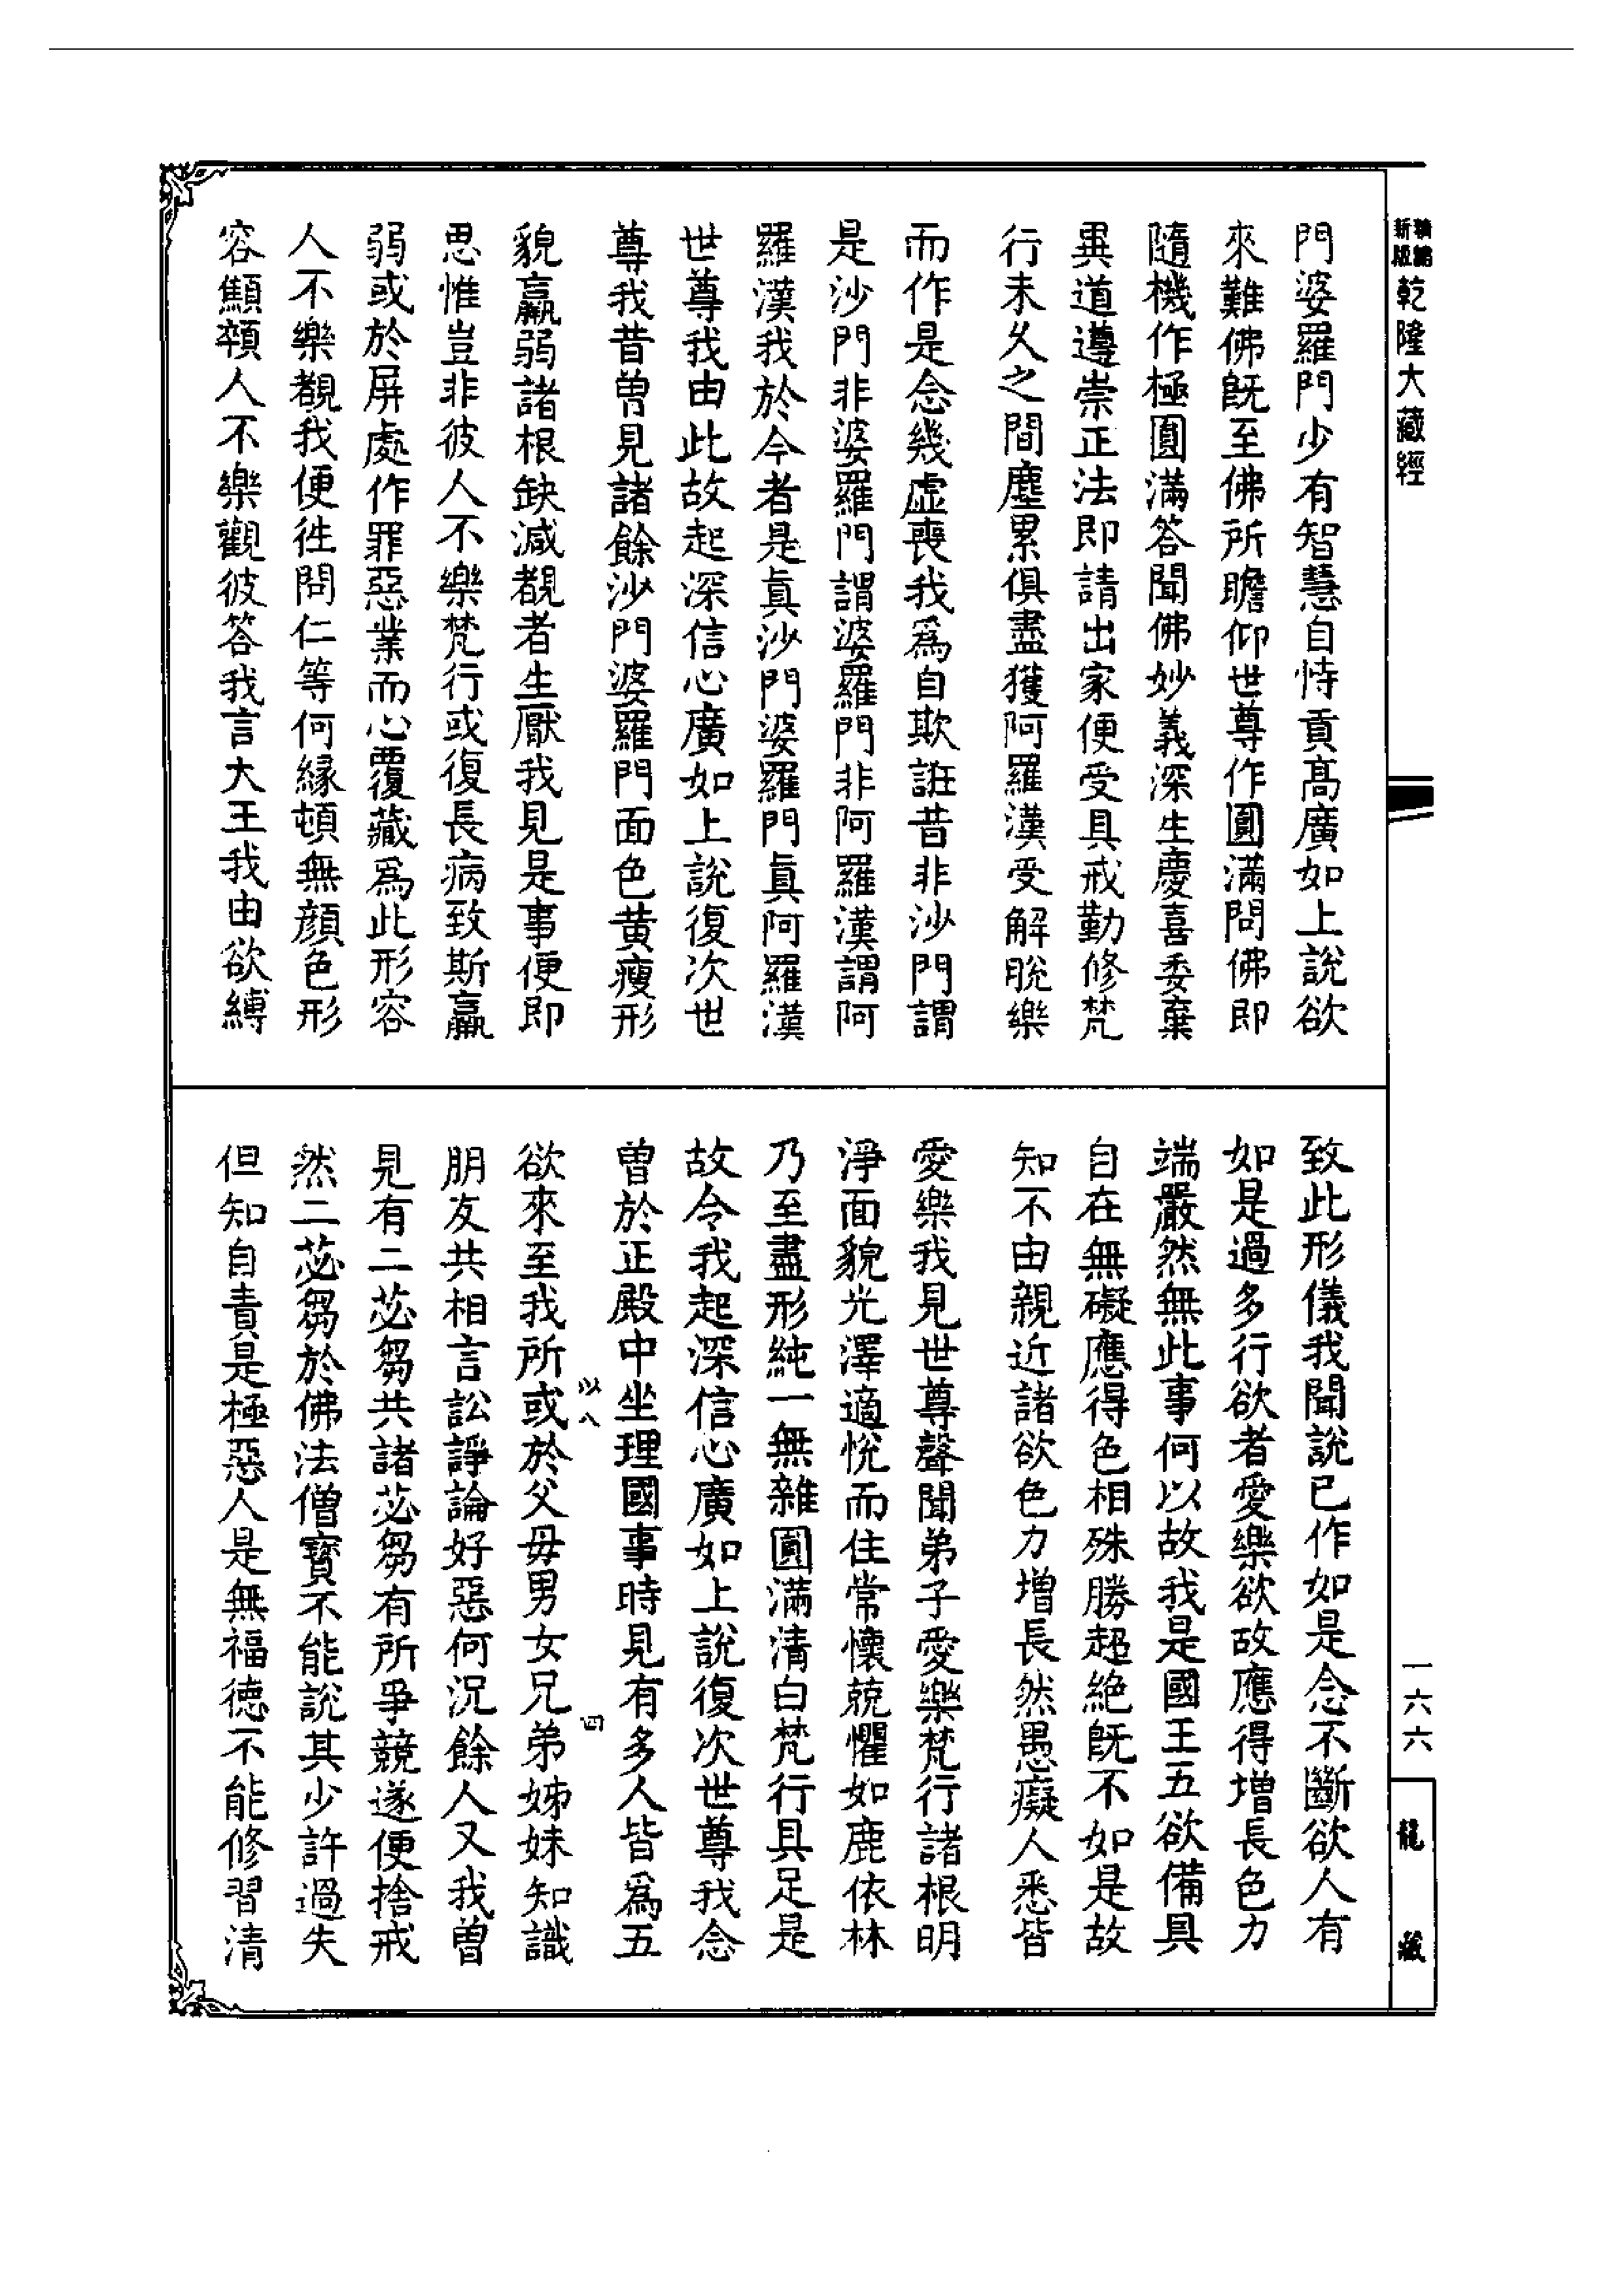 新版精編乾隆大藏經
門婆羅門少有智慧自恃貢高廣如上說欲
來難佛旣至佛所瞻仰世尊作圓滿問佛即
隨機作極圓滿答聞佛妙義深生慶喜委棄
異道遵崇正法即請出家便受具戒勤修梵
行未久之間塵累俱盡獲阿羅漢受解脫樂
而作是念幾虛喪我為自欺誑昔非沙門謂
是沙門非婆羅門謂婆羅門非阿羅漢謂阿
羅漢我於今者是真沙門婆羅門真阿羅漢
世尊我由此故起深信心廣如上說復次世
尊我昔曾見諸餘沙門婆羅門面色黃瘦形
貌羸弱諸根缺減覩者生厭我見是事便即
思惟豈非彼人不樂梵行或復長病致斯羸
弱或於屏處作罪惡業而心覆藏為此形容
人不樂覩我便徃問仁等何緣頓無顏色形
容顦顇人不樂觀彼答我言大王我由欲縛
致此形儀我聞說已作如是念不斷欲人有
如是過多行欲者愛樂欲故應得增長色力
端嚴然無此事何以故我是國王五欲備具
自在無礙應得色相殊勝超絕旣不如是故
知不由親近諸欲色力增長然愚癡人悉皆
愛樂我見世尊聲聞弟子愛樂梵行諸根明
淨面貌光澤適悅而住常懷兢懼如鹿依林
乃至盡形純一無雜圓滿清白梵行具足是
故令我起深信心廣如上說復次世尊我念
曾於正殿中坐理國事時見有多人皆為五
以八
四
欲來至我所或於父母男女兄弟姊妹知識
朋友共相言訟諍論好惡何況餘人又我曾
見有二苾芻共諸苾芻有所爭競遂便捨戒
然二苾芻於佛法僧寶不能說其少許過失
但知自責是極惡人是無福德不能修習清
一六六
龍藏